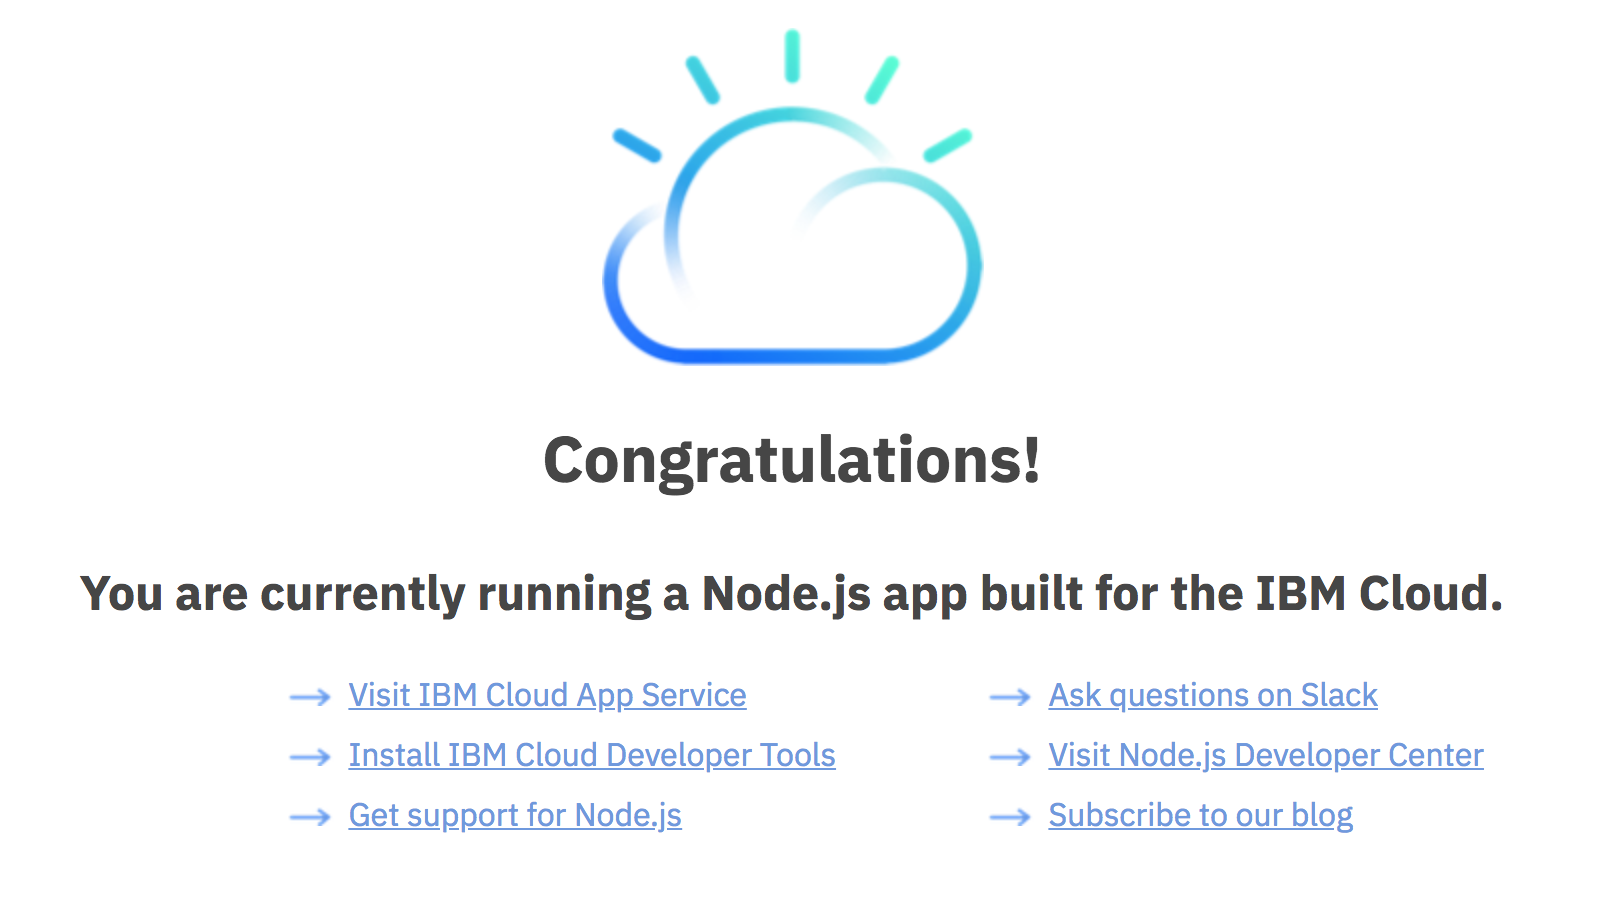 Congratulations!
You are currently running a Node.js app built for the IBM Cloud.
Visit IBM Cloud App Service
Install IBM Cloud Developer Tools
Get support for Node.js
Ask questions on Slack
Visit Node.js Developer Center
Subscribe to our blog